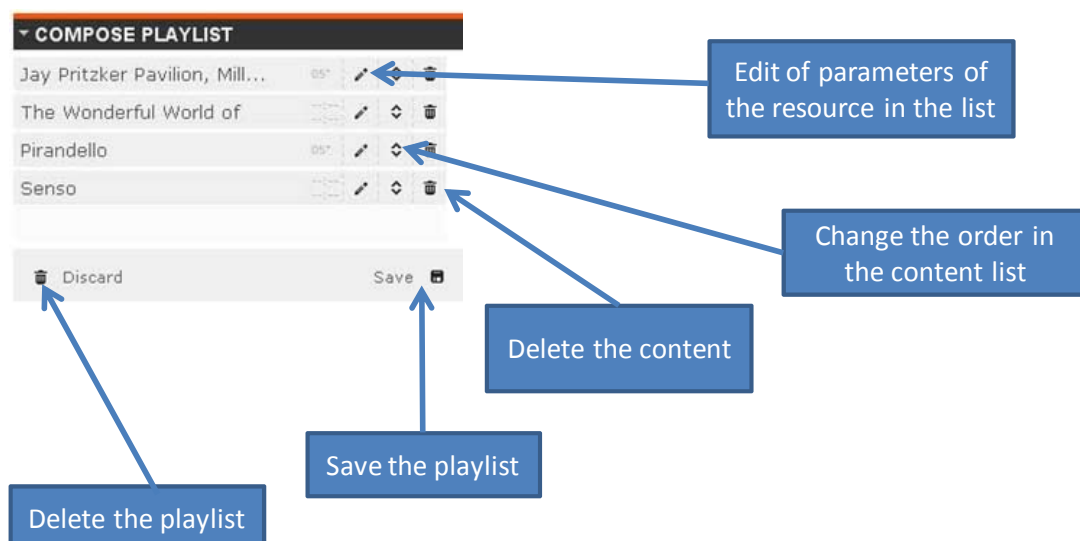 COMPOSE PLAYLIST
Jay Pritzker Pavilion, Mill... 05"
The Wonderful World of
Pirandello 05"
Senso
Discard Save
Edit of parameters of
the resource in the list
Change the order in
the content list
Delete the content
Save the playlist
Delete the playlist